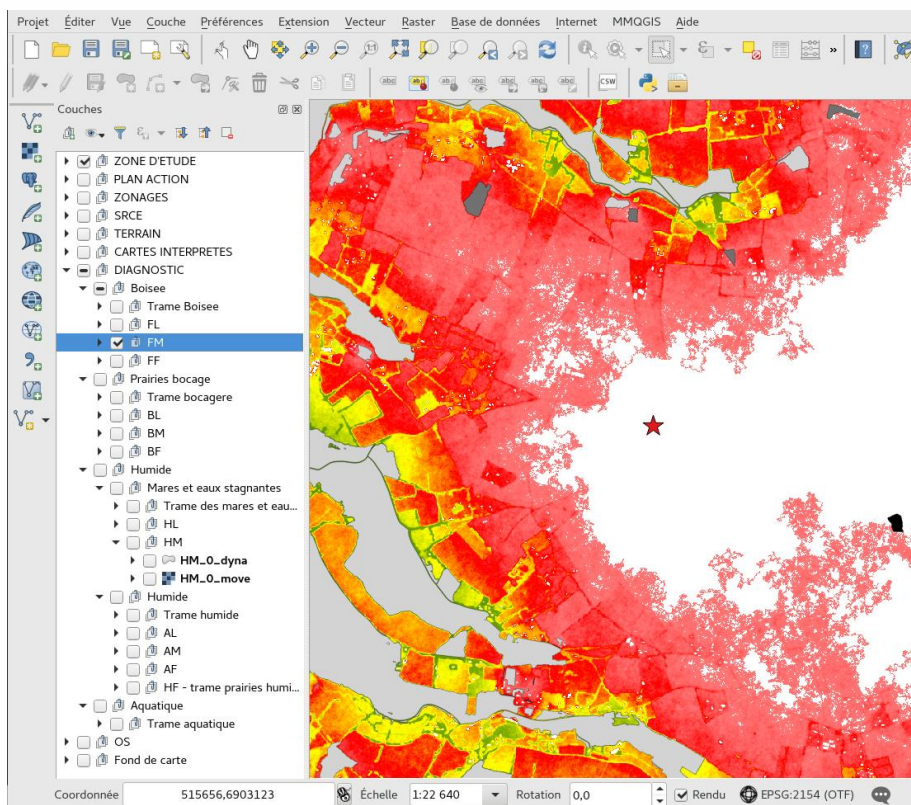 Projet Éditer Vue Couche Préférences Extension Vecteur Raster Base de données Internet MMQGIS Aide
1:1
»
?
abc abc abc abc abc abc abc CSW
Couches
ZONE D'ETUDE
PLAN ACTION
ZONAGES
SRCE
TERRAIN
CARTES INTERPRETES
DIAGNOSTIC
Boisee
Trame Boisee
FL
FM
FF
Prairies bocage
Trame bocagere
BL
BM
BF
Humide
Mares et eaux stagnantes
Trame des mares et eau...
HL
HM
HM_0_dyna
HM_0_move
Humide
Trame humide
AL
AM
AF
HF - trame prairies humi...
Aquatique
Trame aquatique
OS
Fond de carte
Coordonnée 515656,6903123 Échelle 1:22 640 Rotation 0,0 Rendu EPSG:2154 (OTF)